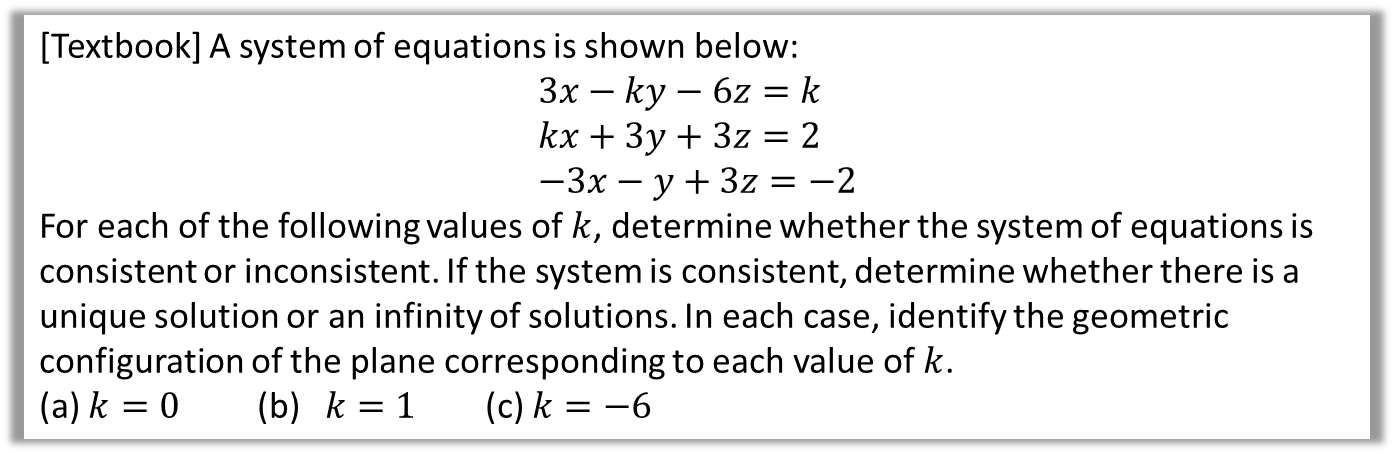 [Textbook] A system of equations is shown below:
3x − ky − 6z = k
kx + 3y + 3z = 2
−3x − y + 3z = −2
For each of the following values of k, determine whether the system of equations is
consistent or inconsistent. If the system is consistent, determine whether there is a
unique solution or an infinity of solutions. In each case, identify the geometric
configuration of the plane corresponding to each value of k.
(a) k = 0 (b) k = 1 (c) k = −6